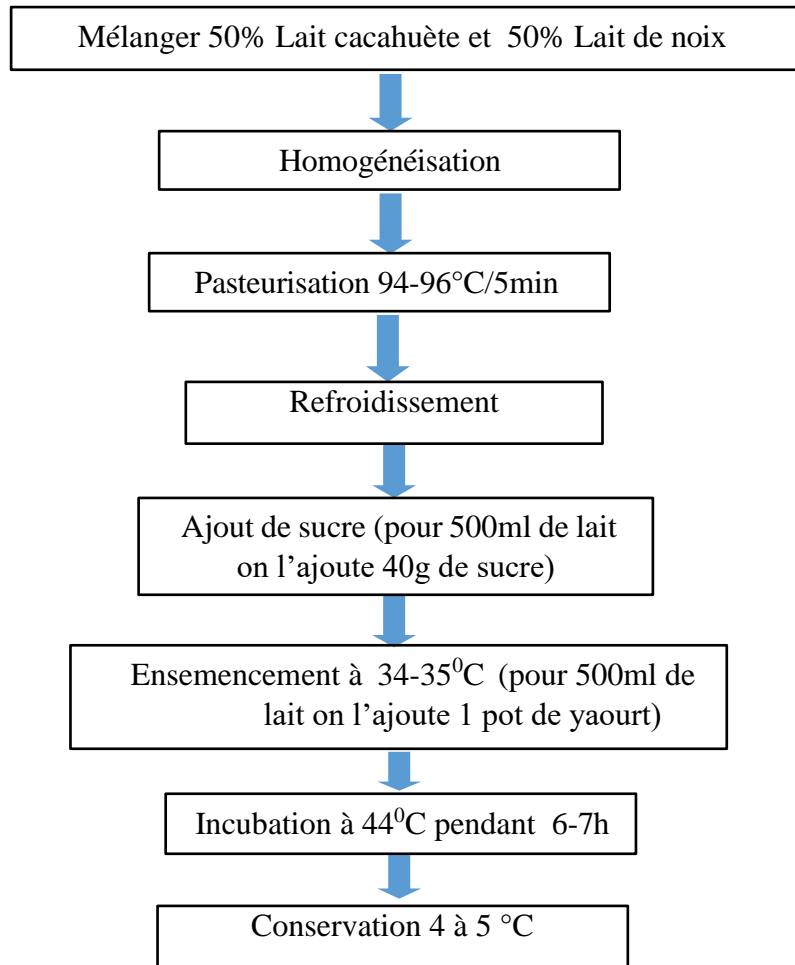 Mélanger 50% Lait cacahuète et 50% Lait de noix
Homogénéisation
Pasteurisation 94-96°C/5min
Refroidissement
Ajout de sucre (pour 500ml de lait
on l’ajoute 40g de sucre)
Ensemencement à 34-35⁰C (pour 500ml de
lait on l’ajoute 1 pot de yaourt)
Incubation à 44⁰C pendant 6-7h
Conservation 4 à 5 °C